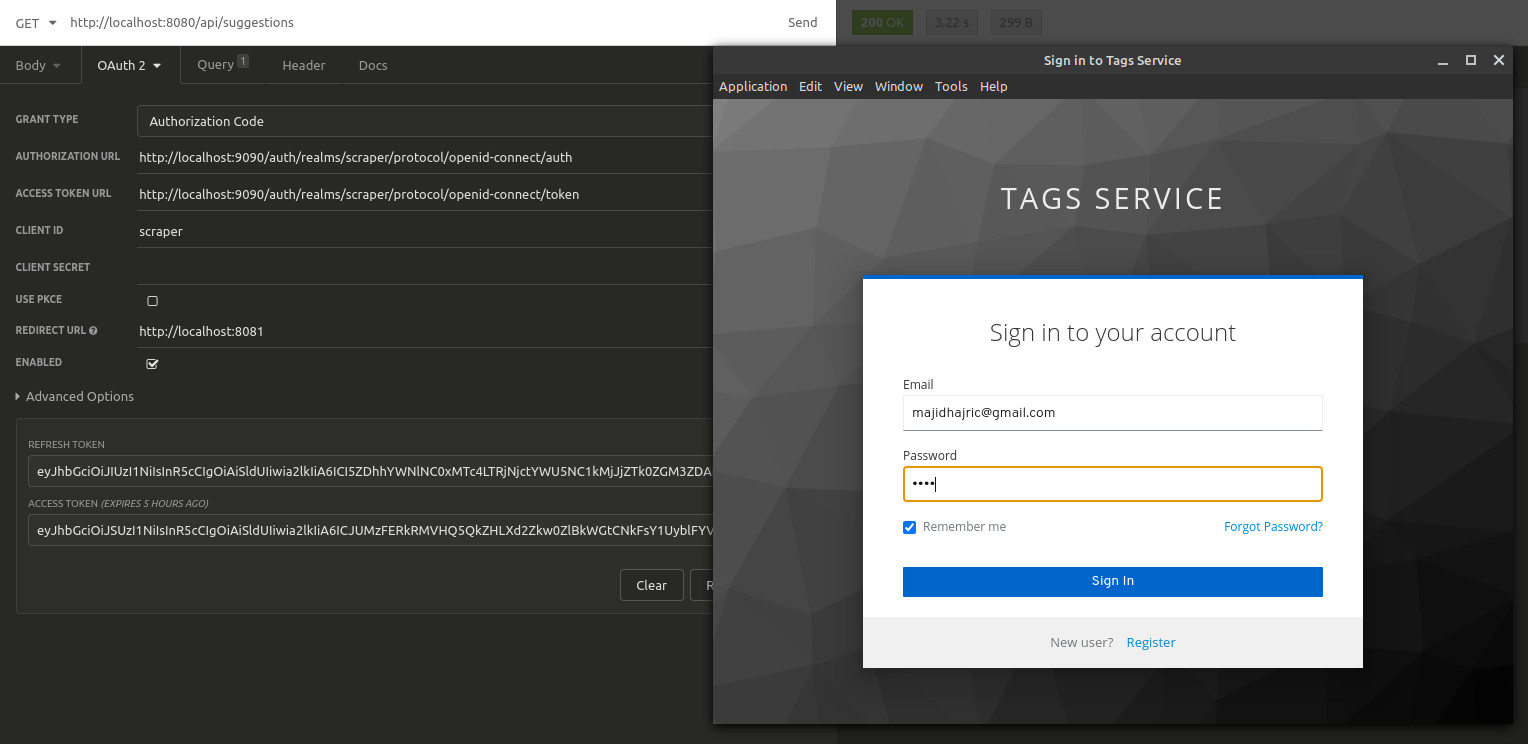 GET http://localhost:8080/api/suggestions Send 200 OK 3.22 s 299 B
Body OAuth 2 Query 1 Header Docs
GRANT TYPE Authorization Code
AUTHORIZATION URL http://localhost:9090/auth/realms/scraper/protocol/openid-connect/auth
ACCESS TOKEN URL http://localhost:9090/auth/realms/scraper/protocol/openid-connect/token
CLIENT ID scraper
CLIENT SECRET
USE PKCE
REDIRECT URL http://localhost:8081
ENABLED
Advanced Options
REFRESH TOKEN
eyJhbGciOiJIUzI1NiIsInR5cCIgOiAiSldUIiwia2lkIiA6ICI5ZDhhYWNlNC0xMTc4LTRjNjctYWU5NC1kMjJjZTk0ZGM3ZDA
ACCESS TOKEN (EXPIRES 5 HOURS AGO)
eyJhbGciOiJSUzI1NiIsInR5cCIgOiAiSldUIiwia2lkIiA6ICJUMzFERkRMVHQ5QkZHLXd2Zkw0ZlBkWGtCNkFsY1UyblFYV
Clear R
Sign in to Tags Service
Application Edit View Window Tools Help
TAGS SERVICE
Sign in to your account
Email
majidhajric@gmail.com
Password
••••
Remember me Forgot Password?
Sign In
New user? Register